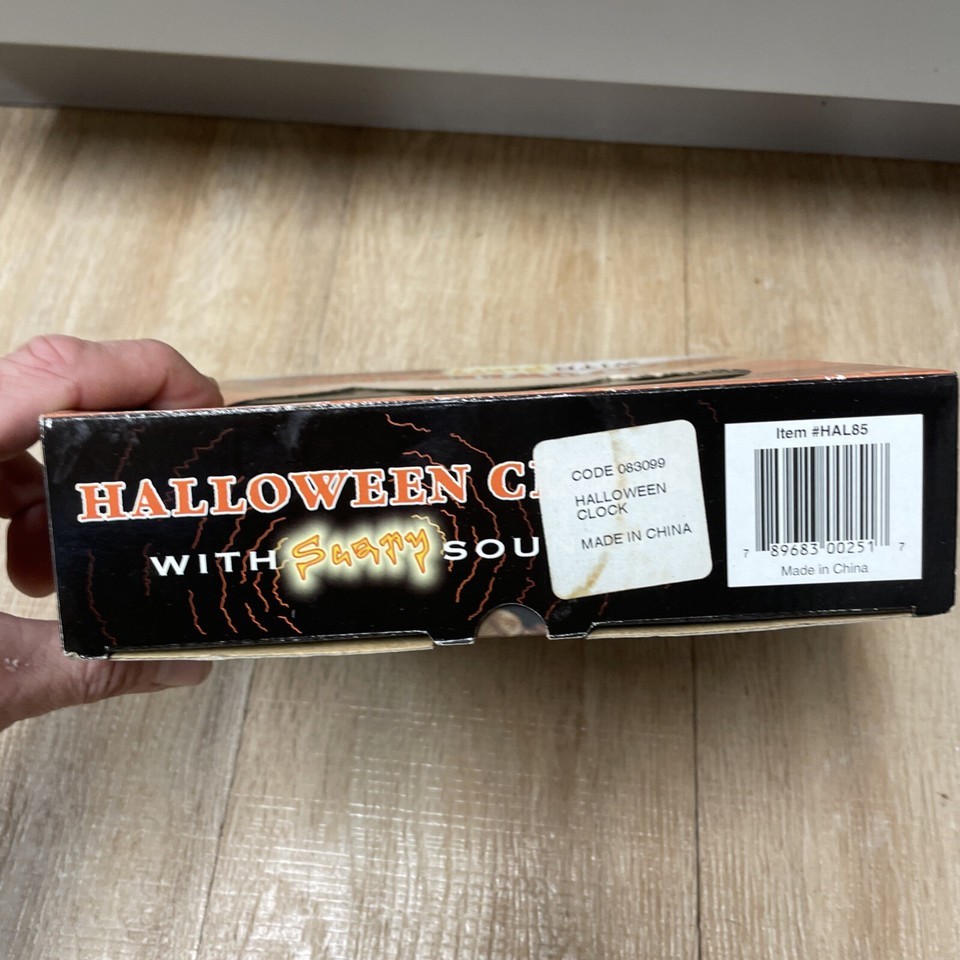 HALLOWEEN C
WITH Scary SOU
CODE 083099
HALLOWEEN
CLOCK
MADE IN CHINA
Item #HAL85
7 89683 00251 7
Made in China